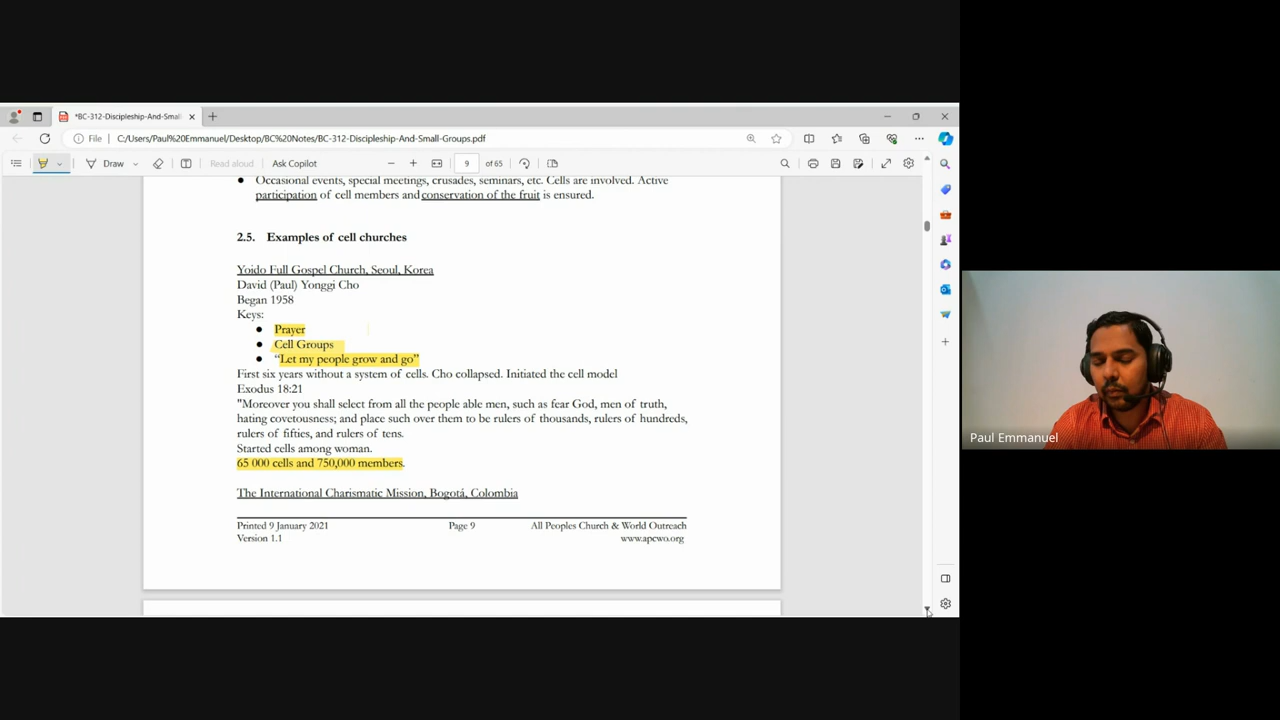 *BC-312-Discipleship-And-Small-
File
C:/Users/Paul%20Emmanuel/Desktop/BC%20Notes/BC-312-Discipleship-And-Small-Groups.pdf
Draw
Read aloud
Ask Copilot
9
of 65
● Occasional events, special meetings, crusades, seminars, etc. Cells are involved. Active
participation of cell members and conservation of the fruit is ensured.
2.5. Examples of cell churches
Yoido Full Gospel Church, Seoul, Korea
David (Paul) Yonggi Cho
Began 1958
Keys:
● Prayer
● Cell Groups
● “Let my people grow and go”
First six years without a system of cells. Cho collapsed. Initiated the cell model
Exodus 18:21
"Moreover you shall select from all the people able men, such as fear God, men of truth,
hating covetousness; and place such over them to be rulers of thousands, rulers of hundreds,
rulers of fifties, and rulers of tens.
Started cells among woman.
65 000 cells and 750,000 members.
The International Charismatic Mission, Bogotá, Colombia
Printed 9 January 2021
Page 9
All Peoples Church & World Outreach
Version 1.1
www.apcwo.org
Paul Emmanuel